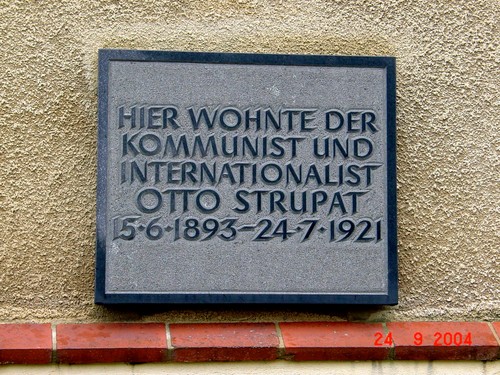 HIER WOHNTE DER
KOMMUNIST UND
INTERNATIONALIST
OTTO STRUPAT
15·6·1893–24·7·1921
24 9 2004